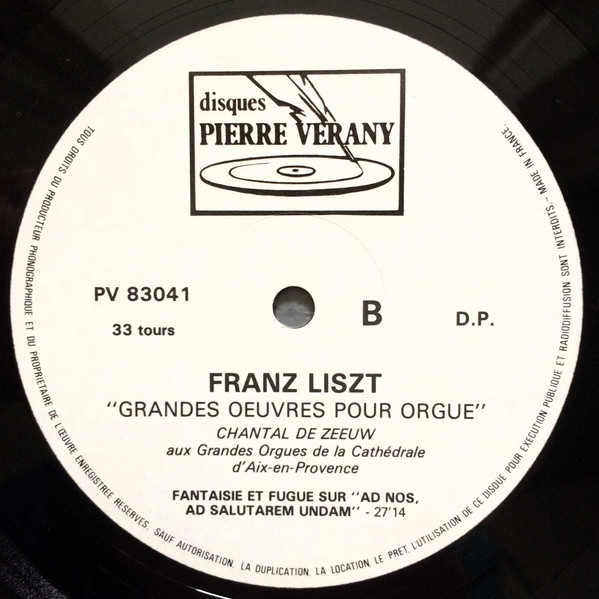 disques
PIERRE VERANY
PV 83041
33 tours
B
D.P.
FRANZ LISZT
"GRANDES OEUVRES POUR ORGUE"
CHANTAL DE ZEEUW
aux Grandes Orgues de la Cathédrale
d'Aix-en-Provence
FANTAISIE ET FUGUE SUR "AD NOS,
AD SALUTAREM UNDAM" - 27'14
TOUS DROITS DU PRODUCTEUR PHONOGRAPHIQUE ET DU PROPRIETAIRE DE L'ŒUVRE ENREGISTREE RESERVES. SAUF AUTORISATION, LA DUPLICATION, LA LOCATION, LE PRET, L'UTILISATION DE CE DISQUE POUR EXECUTION PUBLIQUE ET RADIODIFFUSION SONT INTERDITS - MADE IN FRANCE.